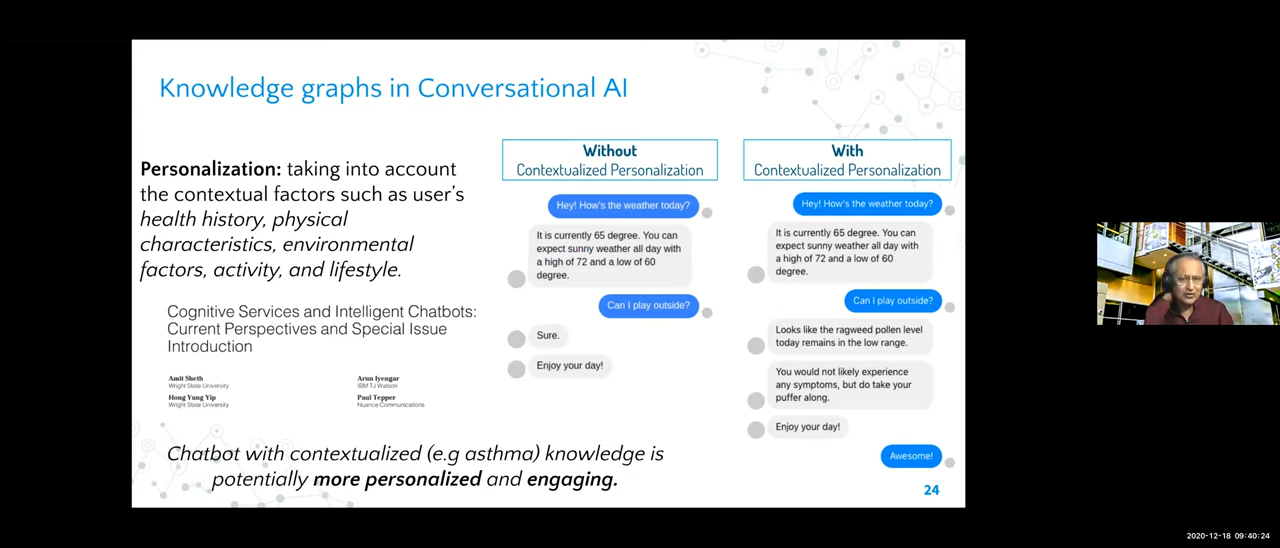 Knowledge graphs in Conversational AI
Personalization: taking into account
the contextual factors such as user's
health history, physical
characteristics, environmental
factors, activity, and lifestyle.
Cognitive Services and Intelligent Chatbots:
Current Perspectives and Special Issue
Introduction
Amit Sheth
Wright State University
Hong Yung Yip
Wright State University
Arun Iyengar
IBM TJ Watson
Paul Tepper
Nuance Communications
Without
Contextualized Personalization
Hey! How's the weather today?
It is currently 65 degree. You can
expect sunny weather all day with
a high of 72 and a low of 60
degree.
Can I play outside?
Sure.
Enjoy your day!
With
Contextualized Personalization
Hey! How's the weather today?
It is currently 65 degree. You can
expect sunny weather all day with
a high of 72 and a low of 60
degree.
Can I play outside?
Looks like the ragweed pollen level
today remains in the low range.
You would not likely experience
any symptoms, but do take your
puffer along.
Enjoy your day!
Awesome!
Chatbot with contextualized (e.g asthma) knowledge is
potentially more personalized and engaging.
24
2020-12-18 09:40:24